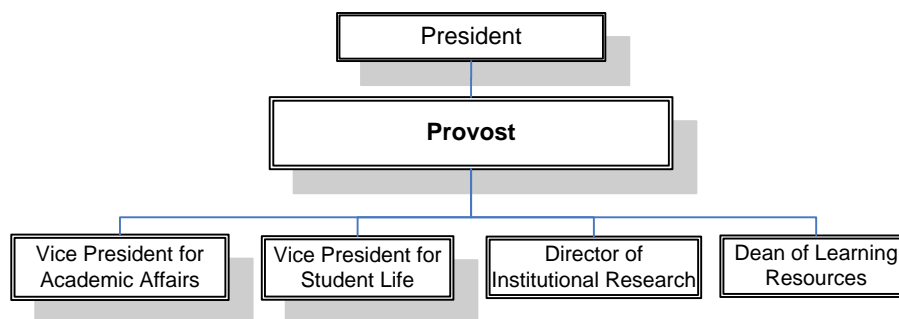 President
Provost
Vice President for
Academic Affairs
Vice President for
Student Life
Director of
Institutional Research
Dean of Learning
Resources